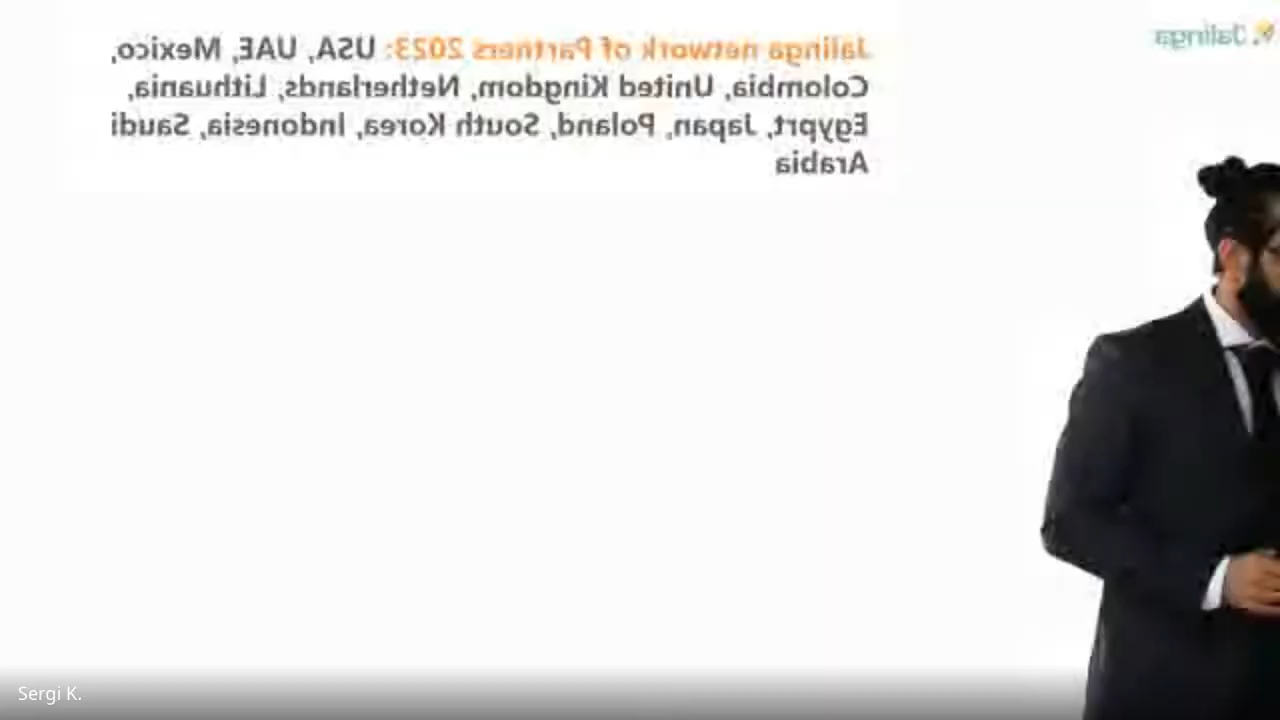 Jalinga network of Partners 2023: USA, UAE, Mexico,
Colombia, United Kingdom, Netherlands, Lithuania,
Egyprt, Japan, Poland, South Korea, Indonesia, Saudi
Arabia
Jalinga
Sergi K.